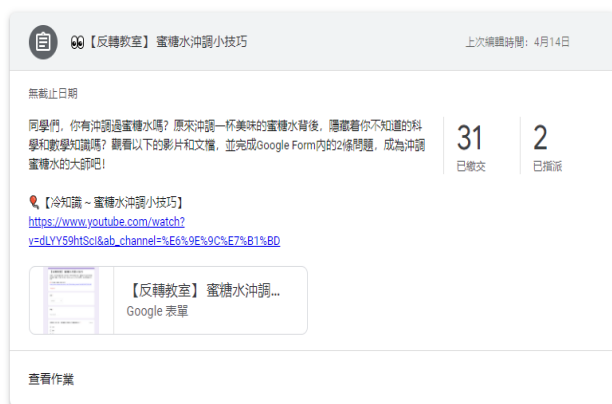 👀【反轉教室】 蜜糖水沖調小技巧
上次編輯時間：4月14日
無截止日期
同學們，你有沖調過蜜糖水嗎？原來沖調一杯美味的蜜糖水背後，隱藏着你不知道的科
學和數學知識嗎？觀看以下的影片和文檔，並完成Google Form內的2條問題，成為沖調
蜜糖水的大師吧！
31
已繳交
2
已指派
【冷知識 ~ 蜜糖水沖調小技巧】
https://www.youtube.com/watch?
v=dLYY59htScI&ab_channel=%E6%9E%9C%E7%B1%BD
【反轉教室】 蜜糖水沖調...
Google 表單
查看作業